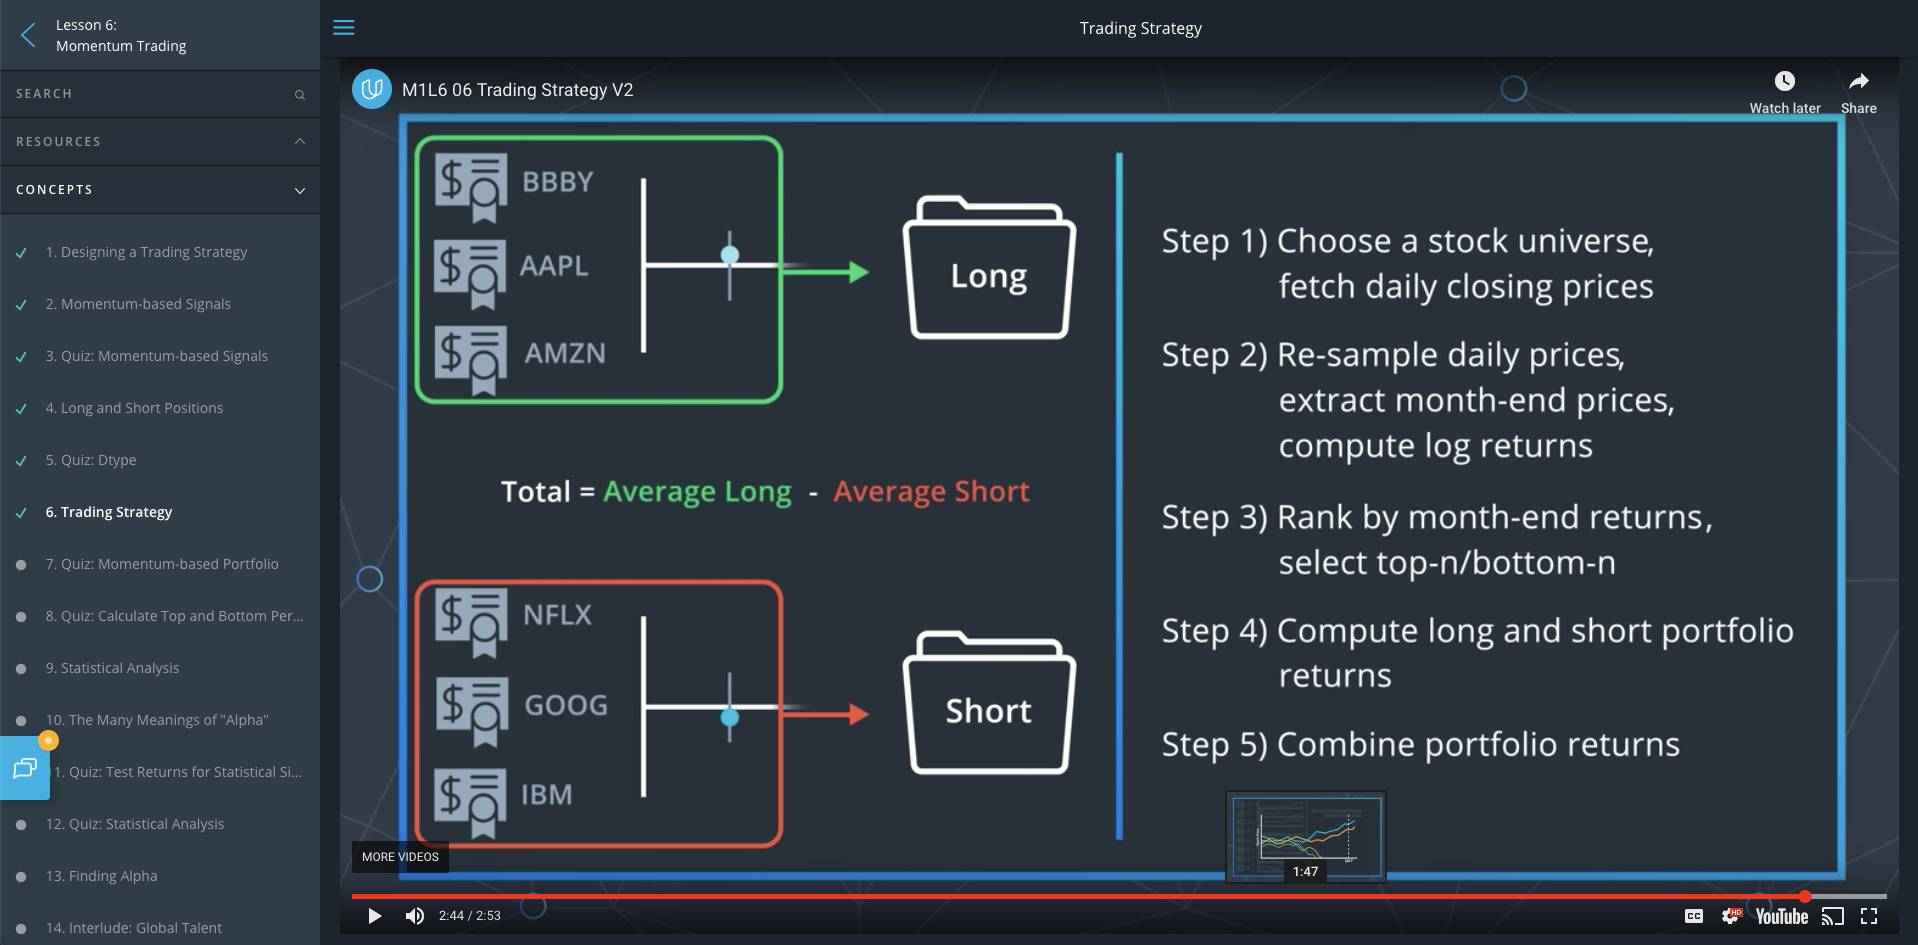 Lesson 6:
Momentum Trading
SEARCH
RESOURCES
CONCEPTS
1. Designing a Trading Strategy
2. Momentum-based Signals
3. Quiz: Momentum-based Signals
4. Long and Short Positions
5. Quiz: Dtype
6. Trading Strategy
7. Quiz: Momentum-based Portfolio
8. Quiz: Calculate Top and Bottom Per...
9. Statistical Analysis
10. The Many Meanings of "Alpha"
11. Quiz: Test Returns for Statistical Si...
12. Quiz: Statistical Analysis
13. Finding Alpha
14. Interlude: Global Talent
Trading Strategy
M1L6 06 Trading Strategy V2
Watch later
Share
$ BBBY
$ AAPL
$ AMZN
Long
Total = Average Long - Average Short
$ NFLX
$ GOOG
$ IBM
Short
Step 1) Choose a stock universe,
fetch daily closing prices
Step 2) Re-sample daily prices,
extract month-end prices,
compute log returns
Step 3) Rank by month-end returns,
select top-n/bottom-n
Step 4) Compute long and short portfolio
returns
Step 5) Combine portfolio returns
MORE VIDEOS
1:47
2:44 / 2:53
CC
HD
YouTube